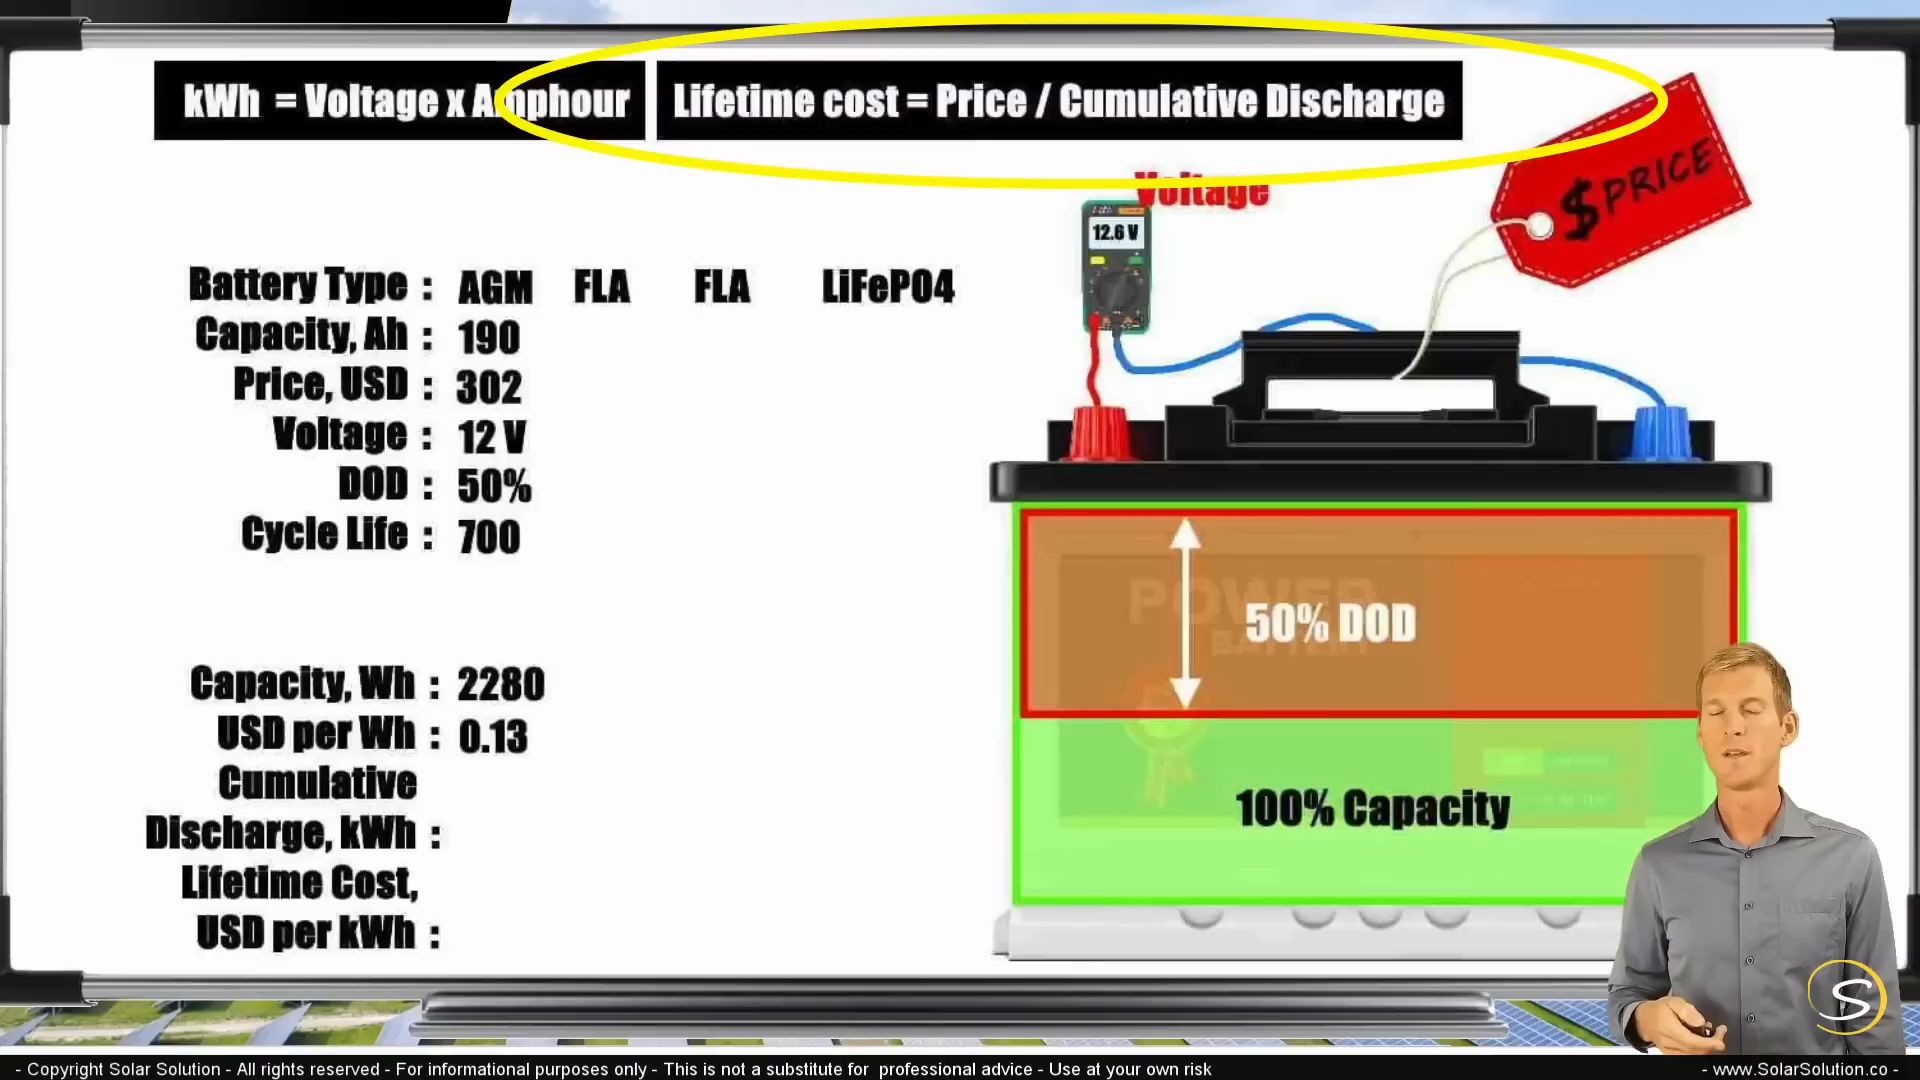 kWh = Voltage x Amphour
Lifetime cost = Price / Cumulative Discharge
$ PRICE
Voltage
12.6 V
Battery Type : AGM FLA FLA LiFePO4
Capacity, Ah : 190
Price, USD : 302
Voltage : 12 V
DOD : 50%
Cycle Life : 700
POWER
BATTERY
50% DOD
100% Capacity
Capacity, Wh : 2280
USD per Wh : 0.13
Cumulative
Discharge, kWh :
Lifetime Cost,
USD per kWh :
S
- Copyright Solar Solution - All rights reserved - For informational purposes only - This is not a substitute for professional advice - Use at your own risk
- www.SolarSolution.co -